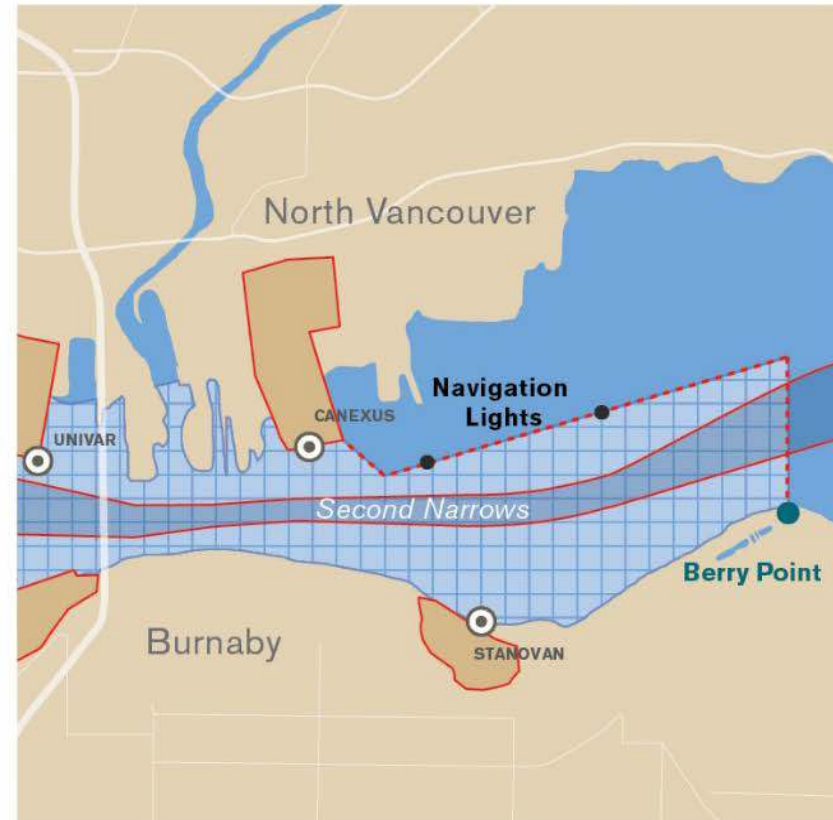 North Vancouver
Navigation
Lights
CANEXUS
UNIVAR
Second Narrows
Berry Point
Burnaby
STANOVAN